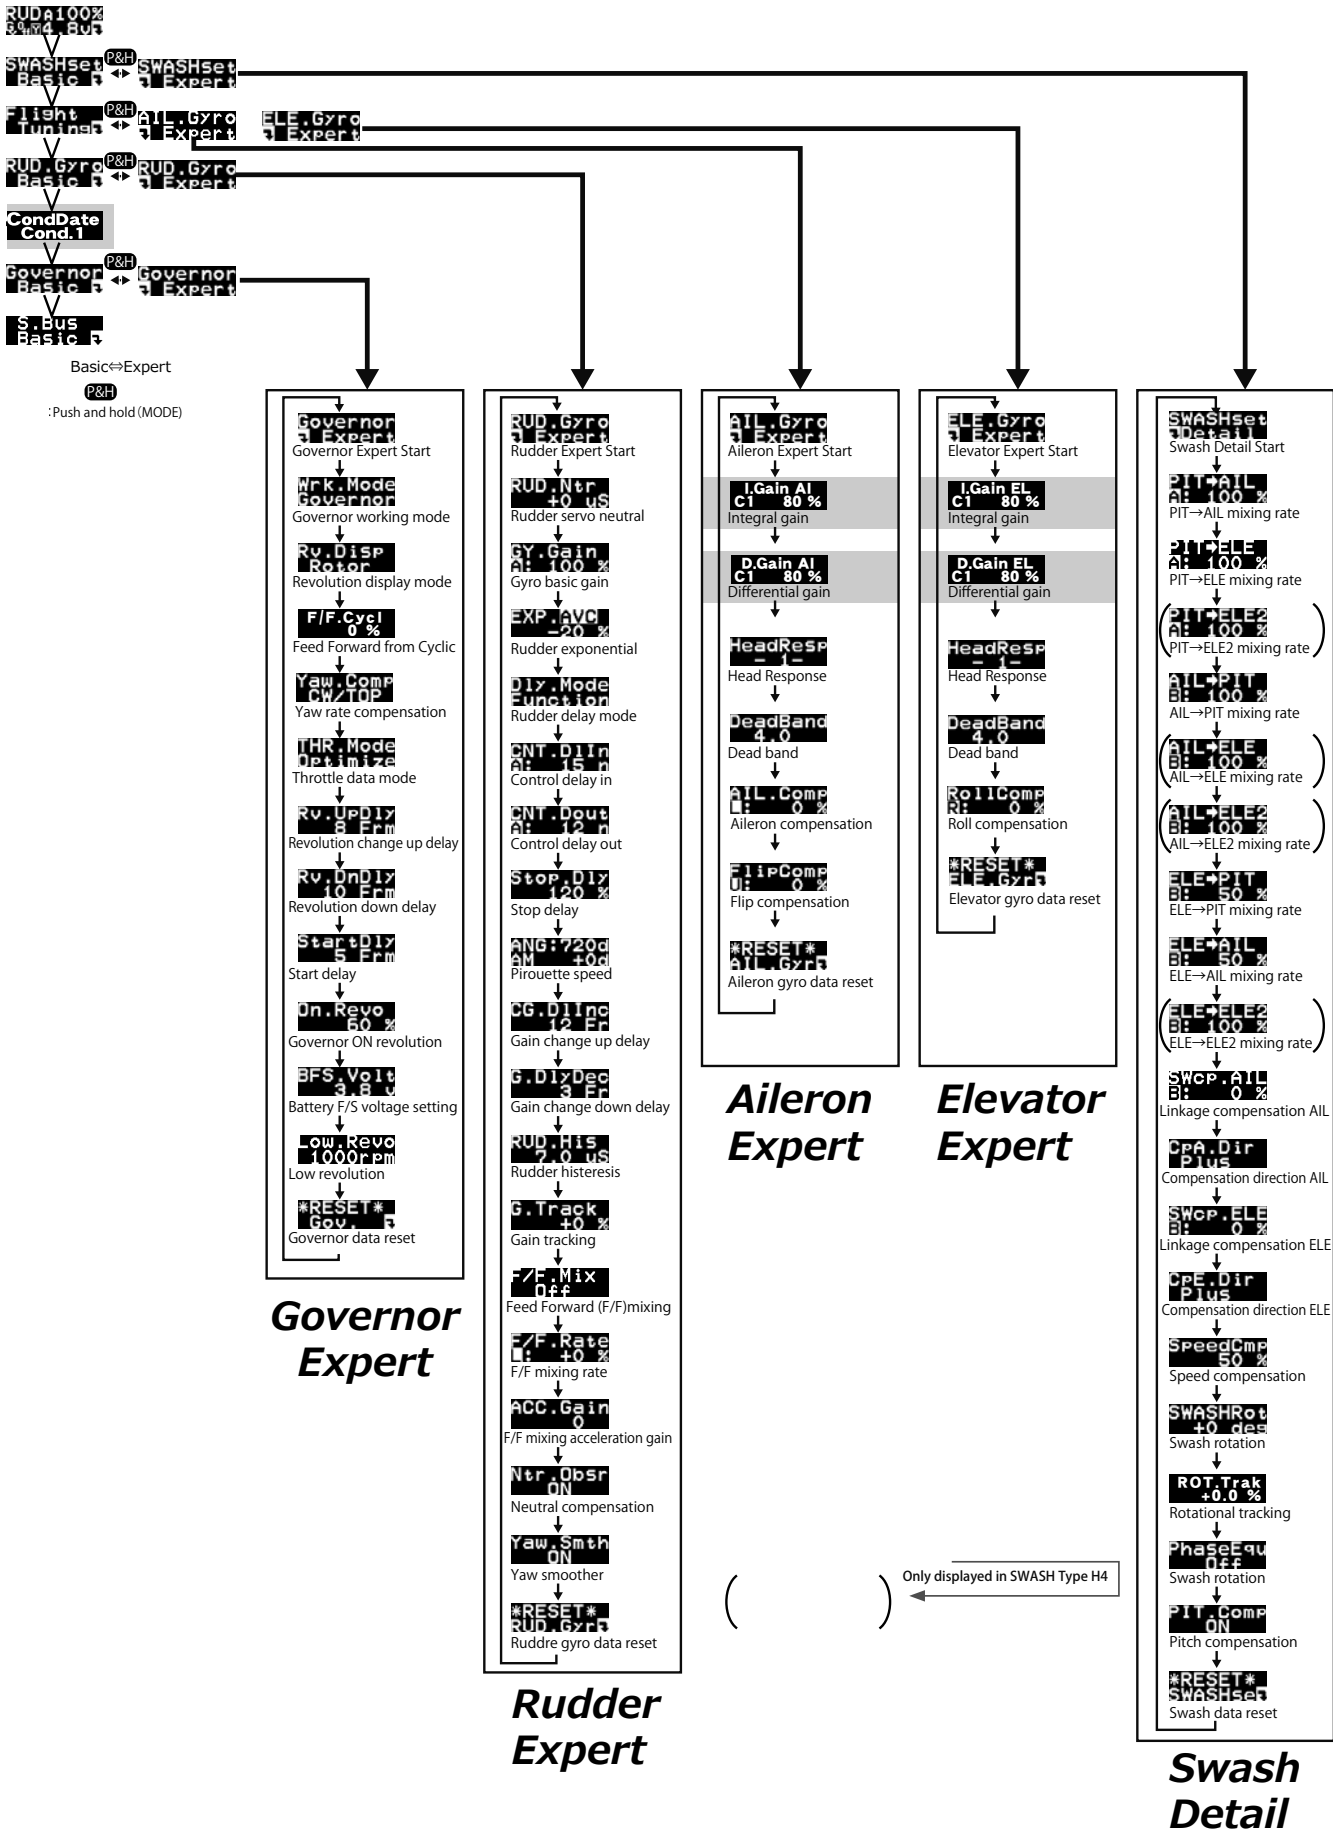 RUDA100%
4.8v
SWASHset
Basic
P&H
SWASHset
Expert
Flight
Tuning
P&H
AIL.Gyro
Expert
ELE.Gyro
Expert
RUD.Gyro
Basic
P&H
RUD.Gyro
Expert
CondDate
Cond.1
Governor
Basic
P&H
Governor
Expert
S.Bus
Basic
Basic⇔Expert
P&H
:Push and hold(MODE)
Governor
Expert
Governor Expert Start
Wrk.Mode
Governor
Governor working mode
Rv.Disp
Rotor
Revolution display mode
F/F.Cycl
0 %
Feed Forward from Cyclic
Yaw.Comp
CW/TOP
Yaw rate compensation
THR.Mode
Optimize
Throttle data mode
Rv.UpDly
8 Frm
Revolution change up delay
Rv.DnDly
10 Frm
Revolution down delay
StartDly
5 Frm
Start delay
On.Revo
60 %
Governor ON revolution
BFS.Volt
3.8 v
Battery F/S voltage setting
Low.Revo
1000rpm
Low revolution
*RESET*
Gov.
Governor data reset
Governor
Expert
RUD.Gyro
Expert
Rudder Expert Start
RUD.Ntr
+0 uS
Rudder servo neutral
GY.Gain
A: 100 %
Gyro basic gain
EXP.AVC
-20 %
Rudder exponential
Dly.Mode
Function
Rudder delay mode
CNT.DlIn
A: 15 n
Control delay in
CNT.Dout
A: 12 n
Control delay out
Stop.Dly
120 %
Stop delay
ANG:720d
AM +0d
Pirouette speed
CG.DlInc
12 Fr
Gain change up delay
G.DlyDec
3 Fr
Gain change down delay
RUD.His
7.0 uS
Rudder histeresis
G.Track
+0 %
Gain tracking
F/F.Mix
Off
Feed Forward (F/F)mixing
F/F.Rate
L: +0 %
F/F mixing rate
ACC.Gain
0
F/F mixing acceleration gain
Ntr.Obsr
ON
Neutral compensation
Yaw.Smth
ON
Yaw smoother
*RESET*
RUD.Gyr
Ruddre gyro data reset
Rudder
Expert
AIL.Gyro
Expert
Aileron Expert Start
I.Gain AI
C1 80 %
Integral gain
D.Gain AI
C1 80 %
Differential gain
HeadResp
- 1-
Head Response
DeadBand
4.0
Dead band
AIL.Comp
L: 0 %
Aileron compensation
FlipComp
U: 0 %
Flip compensation
*RESET*
AIL.Gyr
Aileron gyro data reset
Aileron
Expert
ELE.Gyro
Expert
Elevator Expert Start
I.Gain EL
C1 80 %
Integral gain
D.Gain EL
C1 80 %
Differential gain
HeadResp
- 1-
Head Response
DeadBand
4.0
Dead band
RollComp
R: 0 %
Roll compensation
*RESET*
ELE.Gyr
Elevator gyro data reset
Elevator
Expert
Only displayed in SWASH Type H4
SWASHset
Detail
Swash Detail Start
PIT→AIL
A: 100 %
PIT→AIL mixing rate
PIT→ELE
A: 100 %
PIT→ELE mixing rate
PIT→ELE2
A: 100 %
PIT→ELE2 mixing rate
AIL→PIT
B: 100 %
AIL→PIT mixing rate
AIL→ELE
B: 100 %
AIL→ELE mixing rate
AIL→ELE2
B: 100 %
AIL→ELE2 mixing rate
ELE→PIT
B: 50 %
ELE→PIT mixing rate
ELE→AIL
B: 50 %
ELE→AIL mixing rate
ELE→ELE2
B: 100 %
ELE→ELE2 mixing rate
SWcp.AIL
B: 0 %
Linkage compensation AIL
CpA.Dir
Plus
Compensation direction AIL
SWcp.ELE
B: 0 %
Linkage compensation ELE
CpE.Dir
Plus
Compensation direction ELE
SpeedCmp
50 %
Speed compensation
SWASHRot
+0 deg
Swash rotation
ROT.Trak
+0.0 %
Rotational tracking
PhaseEqu
Off
Swash rotation
PIT.Comp
ON
Pitch compensation
*RESET*
SWASHse
Swash data reset
Swash
Detail